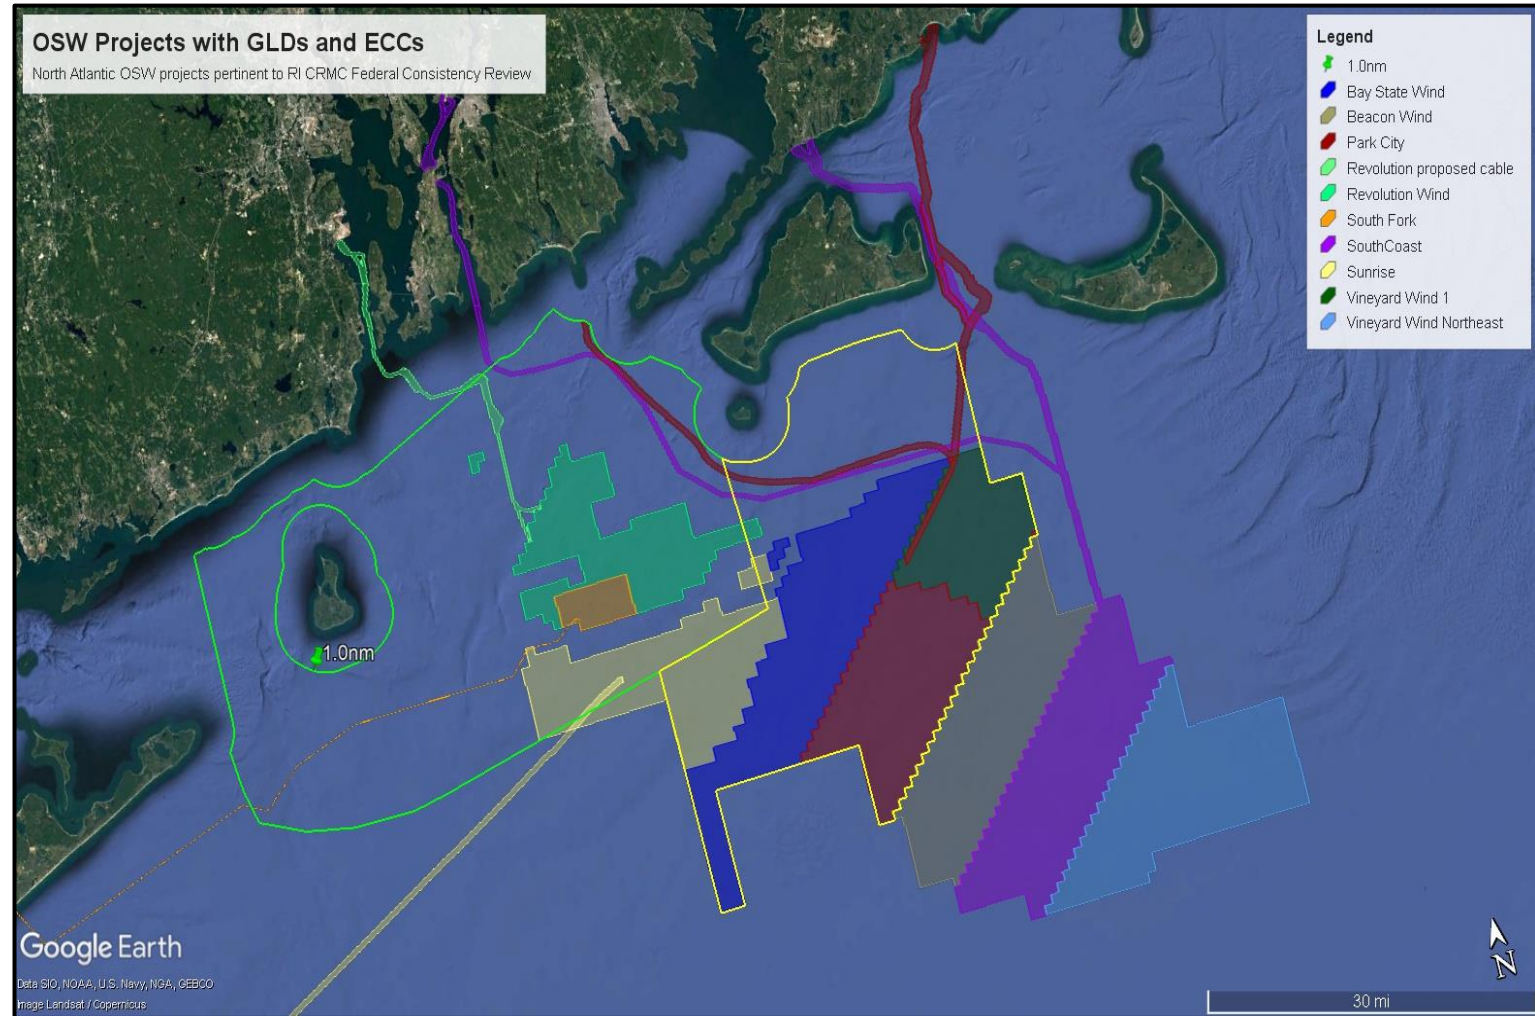 OSW Projects with GLDs and ECCs
North Atlantic OSW projects pertinent to RI CRMC Federal Consistency Review
Legend
1.0nm
Bay State Wind
Beacon Wind
Park City
Revolution proposed cable
Revolution Wind
South Fork
SouthCoast
Sunrise
Vineyard Wind 1
Vineyard Wind Northeast
1.0nm
Google Earth
Data SIO, NOAA, U.S. Navy, NGA, GEBCO
Image Landsat / Copernicus
N
30 mi